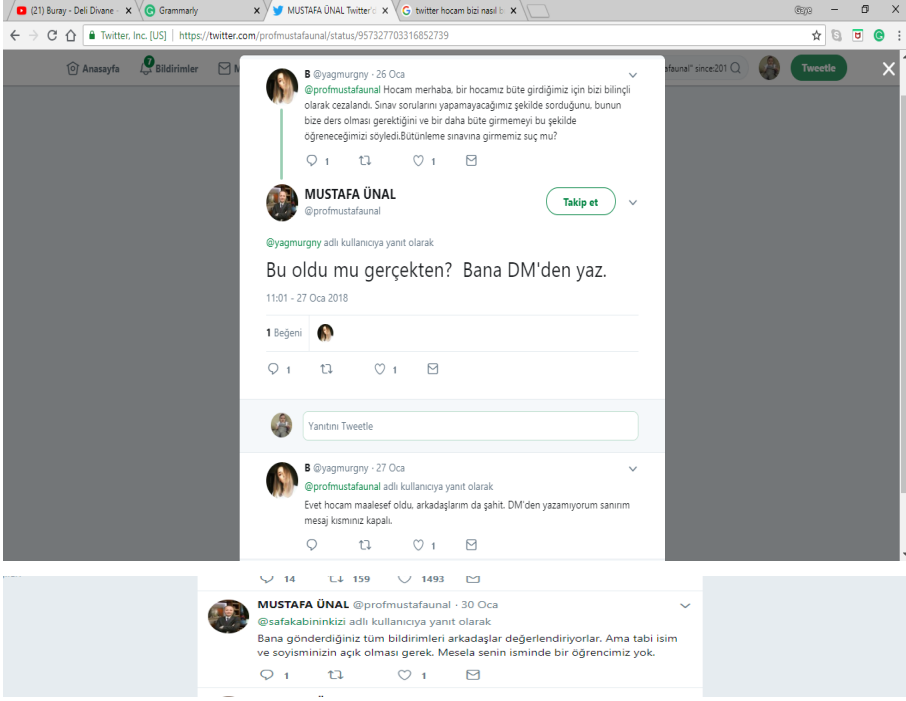 (21) Buray - Deli Divane -
Grammarly
MUSTAFA ÜNAL Twitter'd
twitter hocam bizi nasıl b
Twitter, Inc. [US] | https://twitter.com/profmustafaunal/status/957327703316852739
Anasayfa
Bildirimler
M
afaunal" since:201
Tweetle
B @yagmurgny · 26 Oca
@profmustafaunal Hocam merhaba, bir hocamız büte girdiğimiz için bizi bilinçli
olarak cezalandı. Sınav sorularını yapamayacağımız şekilde sorduğunu, bunun
bize ders olması gerektiğini ve bir daha büte girmemeyi bu şekilde
öğreneceğimizi söyledi.Bütünleme sınavına girmemiz suç mu?
1 1
MUSTAFA ÜNAL
@profmustafaunal
Takip et
@yagmurgny adlı kullanıcıya yanıt olarak
Bu oldu mu gerçekten? Bana DM'den yaz.
11:01 - 27 Oca 2018
1 Beğeni
1 1
Yanıtını Tweetle
B @yagmurgny · 27 Oca
@profmustafaunal adlı kullanıcıya yanıt olarak
Evet hocam maalesef oldu, arkadaşlarım da şahit. DM'den yazamıyorum sanırım
mesaj kısmınız kapalı.
1
14 159 1493
MUSTAFA ÜNAL @profmustafaunal · 30 Oca
@safakabininkizi adlı kullanıcıya yanıt olarak
Bana gönderdiğiniz tüm bildirimleri arkadaşlar değerlendiriyorlar. Ama tabi isim
ve soyisminizin açık olması gerek. Mesela senin isminde bir öğrencimiz yok.
1 1